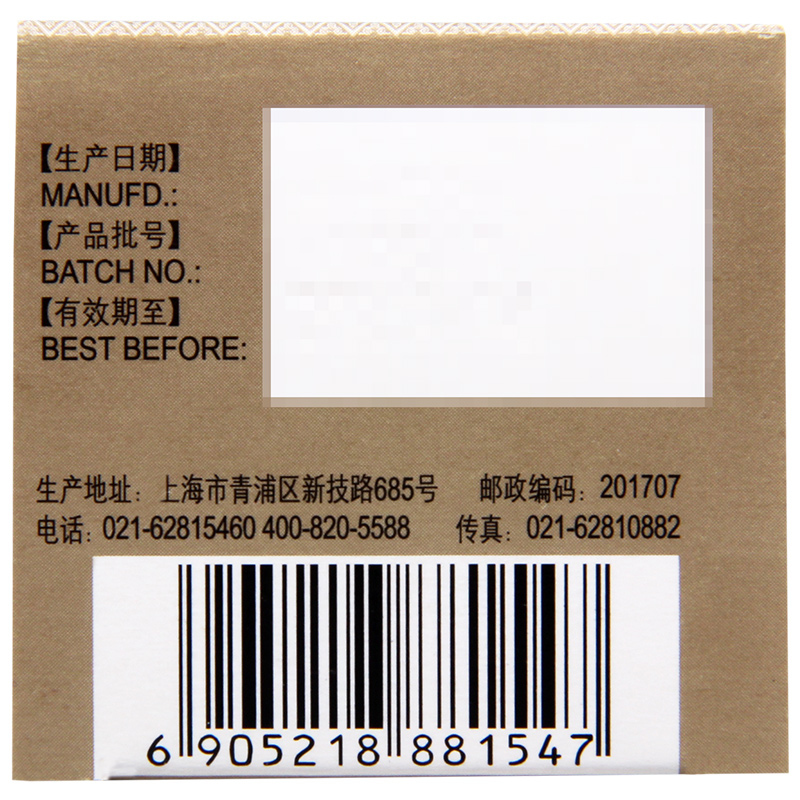 【生产日期】
MANUFD.:
【产品批号】
BATCH NO.:
【有效期至】
BEST BEFORE:
生产地址：上海市青浦区新技路685号 邮政编码：201707
电话：021-62815460 400-820-5588 传真：021-62810882
6 905218 881547